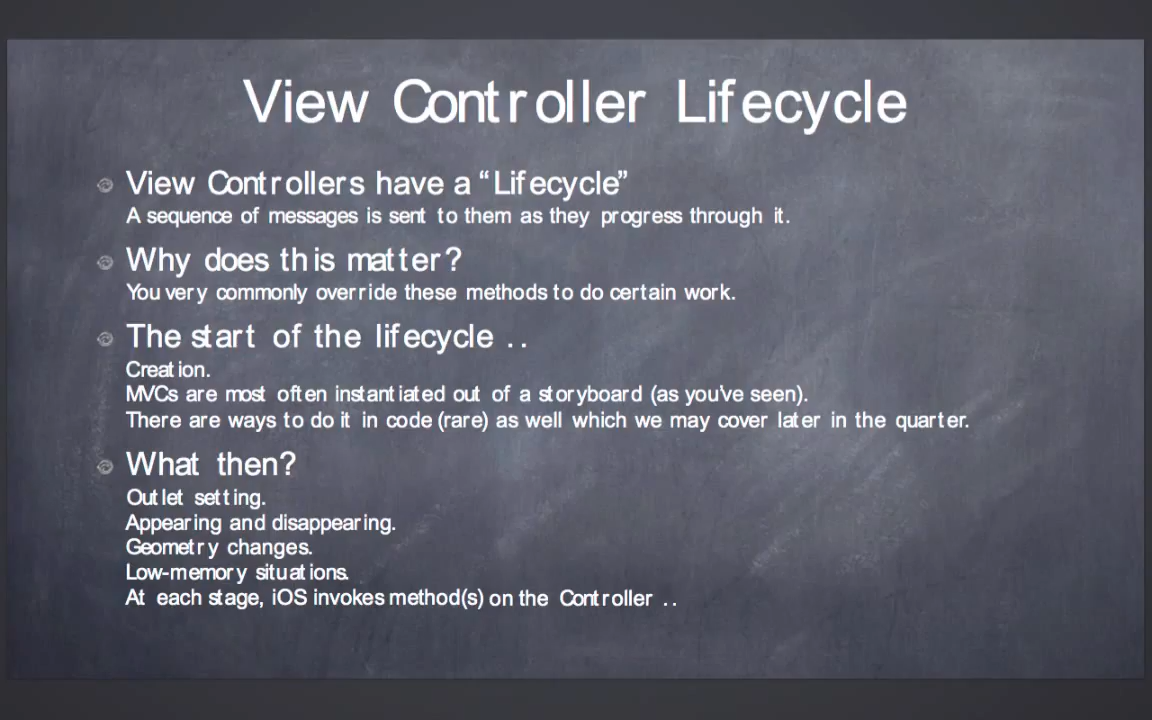 View Controller Lifecycle
View Controllers have a “Lifecycle”
A sequence of messages is sent to them as they progress through it.
Why does this matter?
You very commonly override these methods to do certain work.
The start of the lifecycle . .
Creation.
MVCs are most often instantiated out of a storyboard (as you’ve seen).
There are ways to do it in code (rare) as well which we may cover later in the quarter.
What then?
Outlet setting.
Appearing and disappearing.
Geometry changes.
Low-memory situations.
At each stage, iOS invokes method(s) on the Controller . .